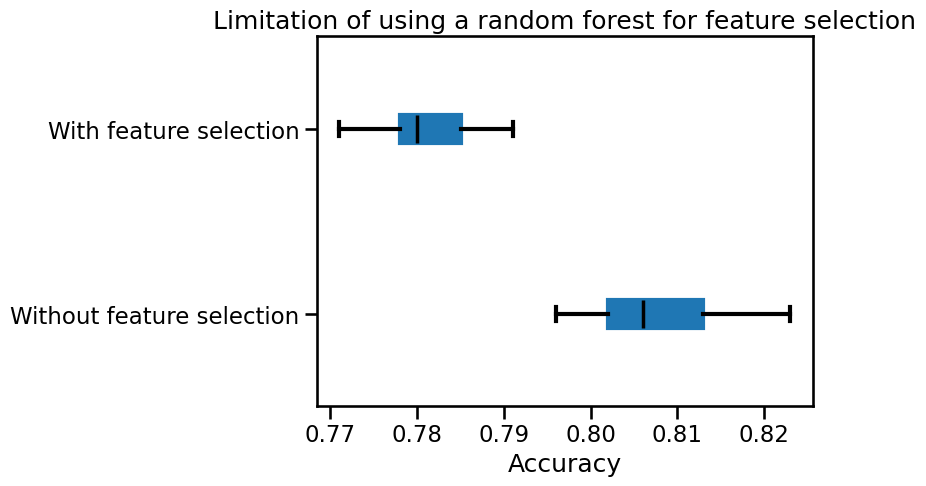 Limitation of using a random forest for feature selection
With feature selection
Without feature selection
0.77 0.78 0.79 0.80 0.81 0.82
Accuracy